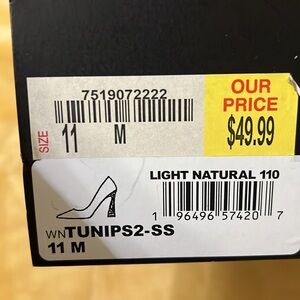 7519072222
SIZE 11 M
OUR
PRICE
$49.99
LIGHT NATURAL 110
1 96496 57420 7
WNTUNIPS2-SS
11 M